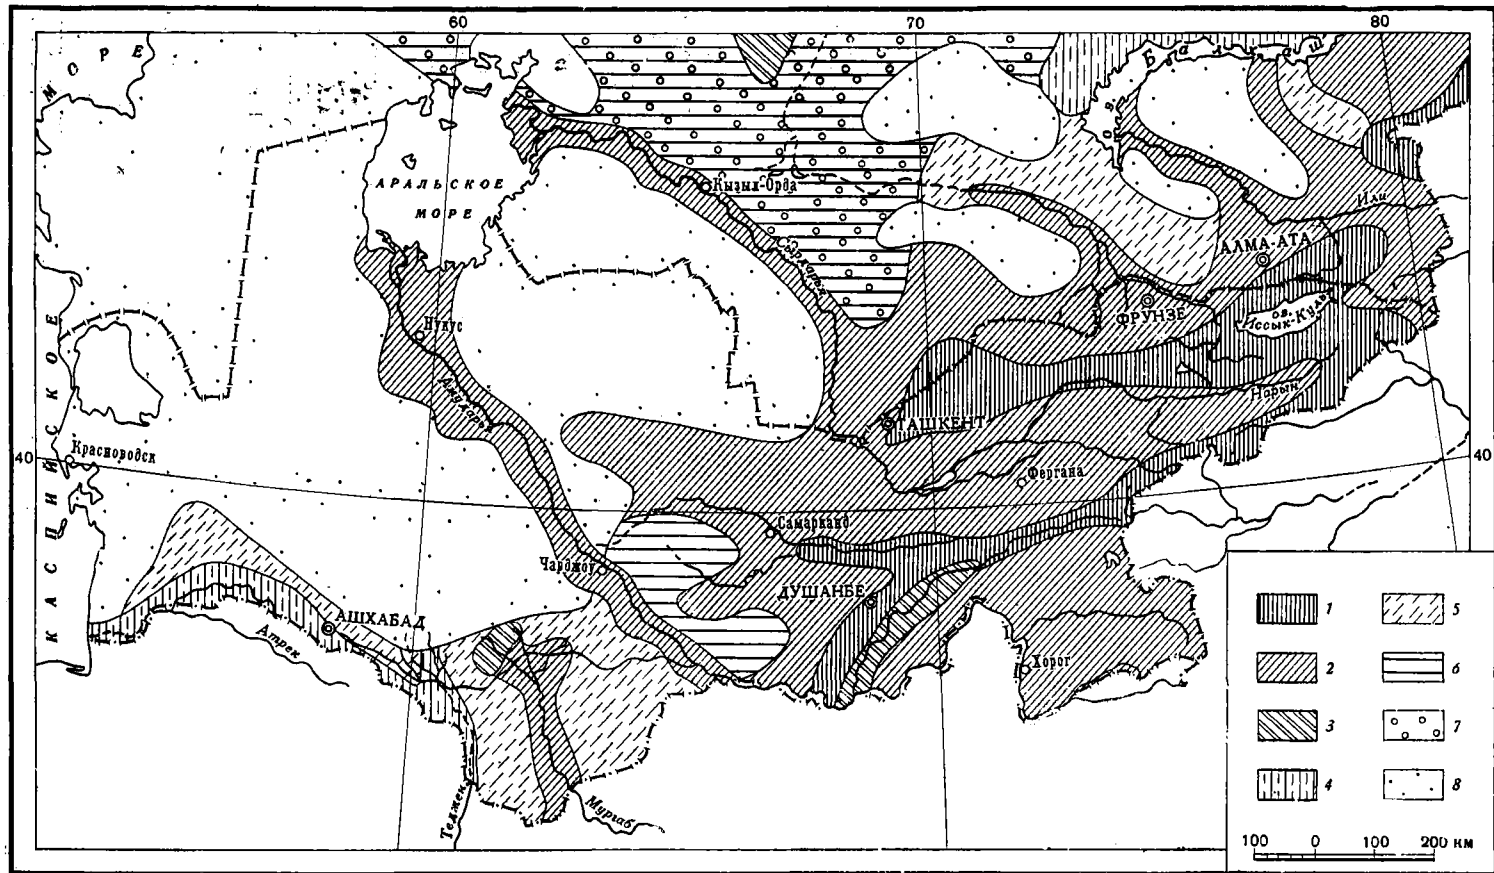 60
70
80
МОРЕ
оз. Балхаш
АРАЛЬСКОЕ
МОРЕ
Кызыл-Орда
Сырдарья
Или
АЛМА-АТА
ФРУНЗЕ
оз.
Иссык-Куль
Нукус
Амударья
Нарын
ТАШКЕНТ
КАСПИЙСКОЕ
Красноводск
40
40
Фергана
Самарканд
Чарджоу
ДУШАНБЕ
АШХАБАД
Атрек
Хорог
Теджен
Мургаб
1
5
2
6
3
7
4
8
100 0 100 200 км